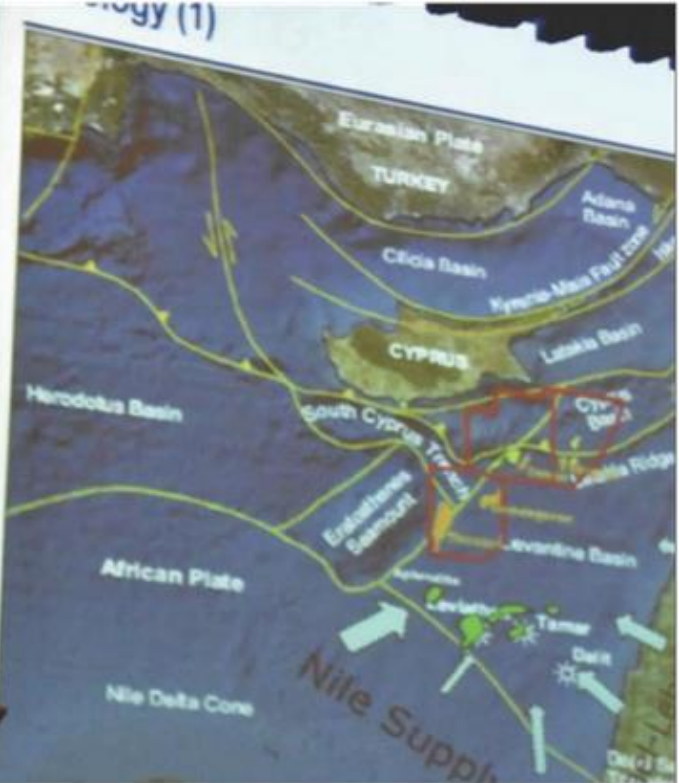 ology (1)
Eurasian Plate
TURKEY
Adana
Basin
Cilicia Basin
Kyrenia-Misis Fault zone
CYPRUS
Latakia Basin
Herodotus Basin
South Cyprus Trench
Cyprus
Basin
Ridge
Eratosthenes
Seamount
Levantine Basin
African Plate
Leviathan
Tamar
Dalit
Nile Delta Cone
Nile Supply